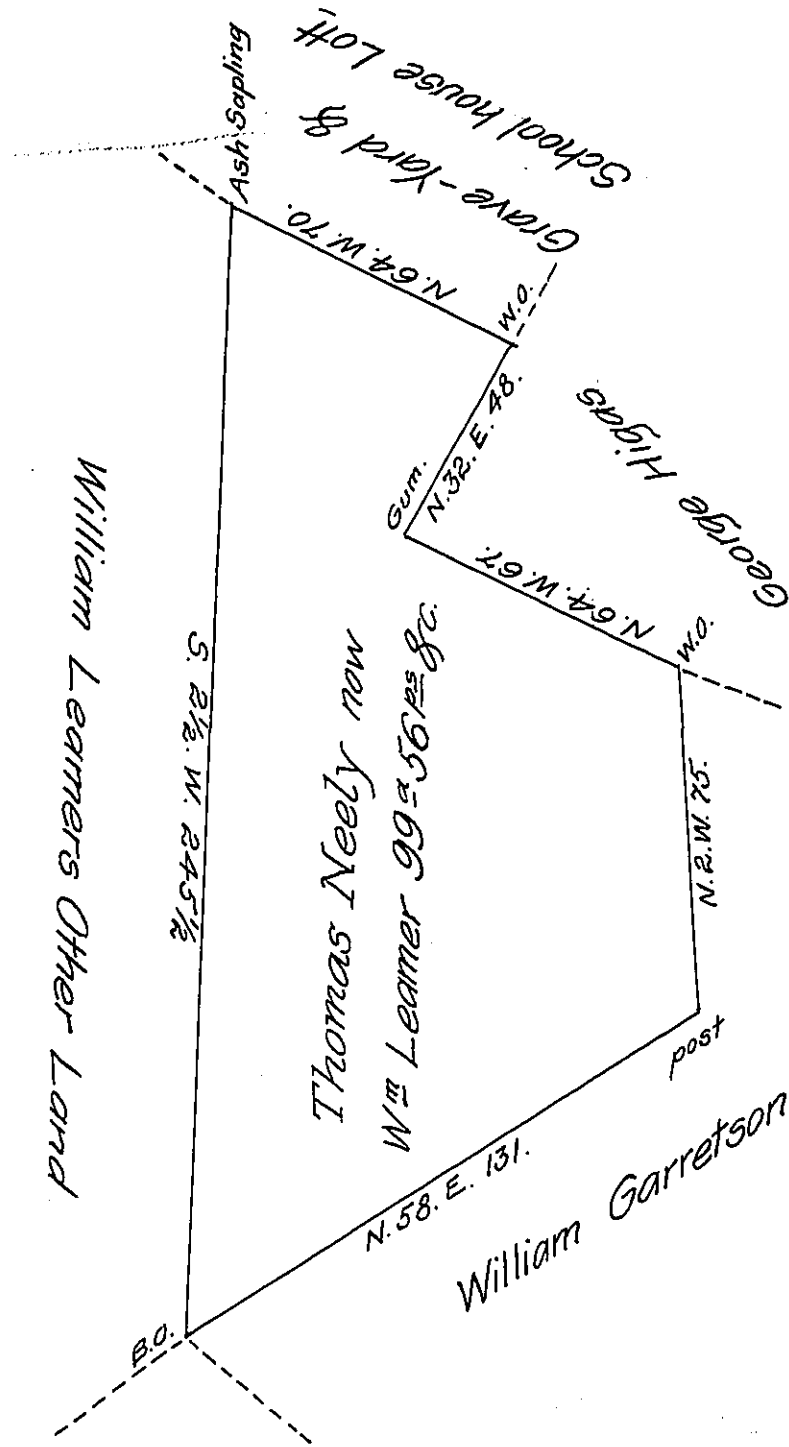 School house Lott
Grave-Yard &
Ash Sapling
N. 64. W. 70.
W.O.
N. 32. E. 48.
Gum.
George Higas
N. 64. W. 67.
W.O.
N. 2. W. 75.
post
William Garretson
N. 58. E. 131.
B.O.
S. 2½. W. 245½
William Leamers Other Land
Thomas Neely now
Wm Leamer 99a 56ps &c.